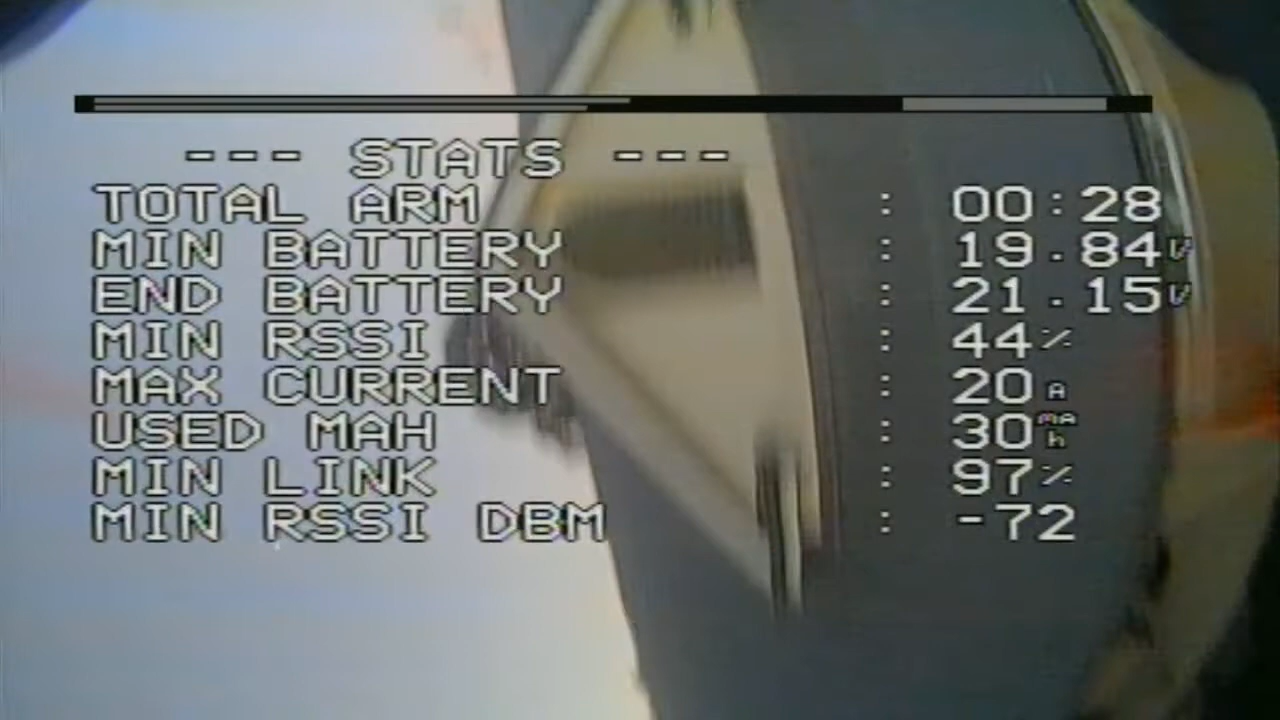 --- STATS ---
TOTAL ARM : 00:28
MIN BATTERY : 19.84V
END BATTERY : 21.15V
MIN RSSI : 44%
MAX CURRENT : 20A
USED MAH : 30mAh
MIN LINK : 97%
MIN RSSI DBM : -72